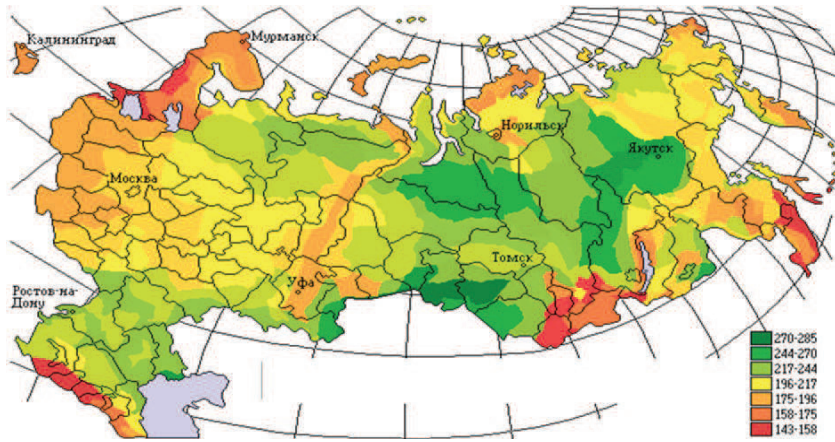 Калининград
Мурманск
Норильск
Якутск
Москва
Томск
Уфа
Ростов-на-
Дону
270-285
244-270
217-244
196-217
175-196
158-175
143-158